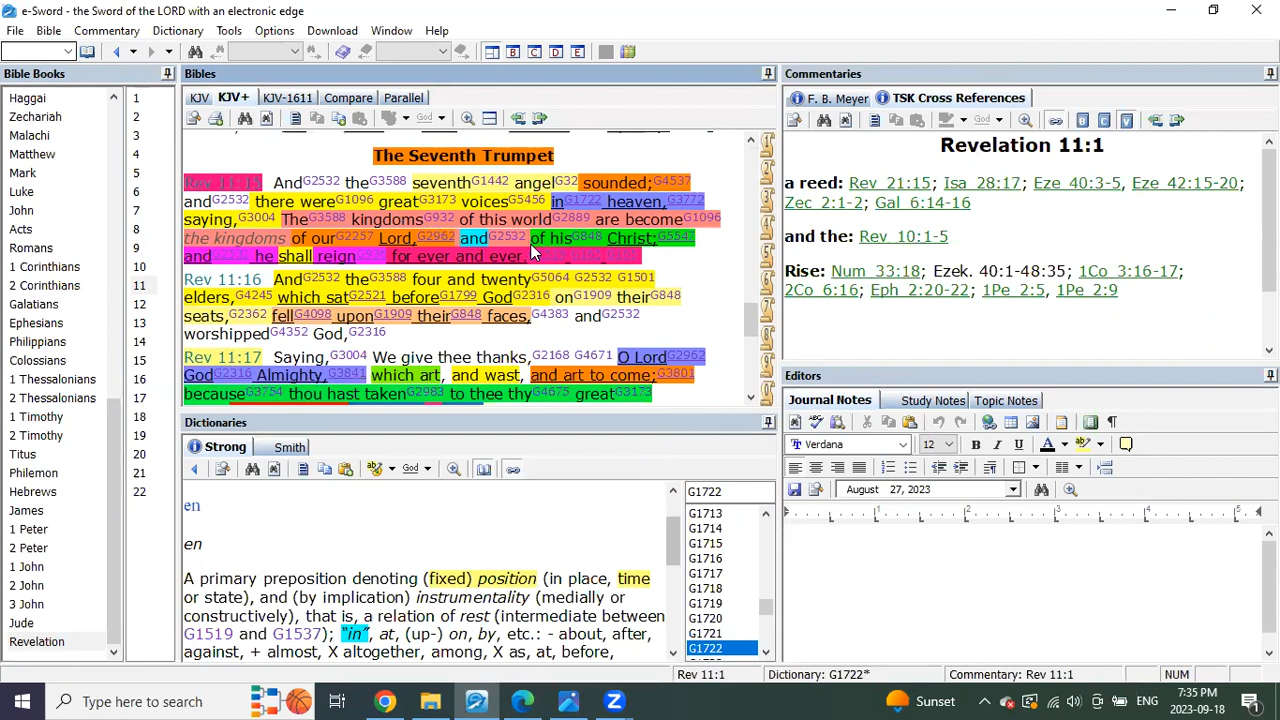 e-Sword - the Sword of the LORD with an electronic edge
File Bible Commentary Dictionary Tools Options Download Window Help
B C D E
Bible Books
Haggai
Zechariah
Malachi
Matthew
Mark
Luke
John
Acts
Romans
1 Corinthians
2 Corinthians
Galatians
Ephesians
Philippians
Colossians
1 Thessalonians
2 Thessalonians
1 Timothy
2 Timothy
Titus
Philemon
Hebrews
James
1 Peter
2 Peter
1 John
2 John
3 John
Jude
Revelation
1
2
3
4
5
6
7
8
9
10
11
12
13
14
15
16
17
18
19
20
21
22
Bibles
KJV KJV+ KJV-1611 Compare Parallel
God
The Seventh Trumpet
Rev 11:15 And G2532 the G3588 seventh G1442 angel G32 sounded; G4537
and G2532 there were G1096 great G3173 voices G5456 in G1722 heaven, G3772
saying, G3004 The G3588 kingdoms G932 of this world G2889 are become G1096
the kingdoms of our G2257 Lord, G2962 and G2532 of his G848 Christ; G5547
and G2532 he shall reign G936 for ever and ever.
Rev 11:16 And G2532 the G3588 four and twenty G5064 G2532 G1501
elders, G4245 which sat G2521 before G1799 God G2316 on G1909 their G848
seats, G2362 fell G4098 upon G1909 their G848 faces, G4383 and G2532
worshipped G4352 God, G2316
Rev 11:17 Saying, G3004 We give thee thanks, G2168 G4671 O Lord G2962
God G2316 Almighty, G3841 which art, and wast, and art to come; G3801
because G3754 thou hast taken G2983 to thee thy G4675 great G3173
Dictionaries
Strong Smith
God
en
en
A primary preposition denoting (fixed) position (in place, time
or state), and (by implication) instrumentality (medially or
constructively), that is, a relation of rest (intermediate between
G1519 and G1537); "in", at, (up-) on, by, etc.: - about, after,
against, + almost, X altogether, among, X as, at, before,
G1722
G1713
G1714
G1715
G1716
G1717
G1718
G1719
G1720
G1721
G1722
Commentaries
F. B. Meyer TSK Cross References
God B C V
Revelation 11:1
a reed: Rev 21:15; Isa 28:17; Eze 40:3-5, Eze 42:15-20;
Zec 2:1-2; Gal 6:14-16
and the: Rev 10:1-5
Rise: Num 33:18; Ezek. 40:1-48:35; 1Co 3:16-17;
2Co 6:16; Eph 2:20-22; 1Pe 2:5, 1Pe 2:9
Editors
Journal Notes Study Notes Topic Notes
Verdana 12 B I U A
August 27, 2023
1 2 3 4 5
Rev 11:1 Dictionary: G1722* Commentary: Rev 11:1 NUM
Type here to search
Sunset
ENG
7:35 PM
2023-09-18
1